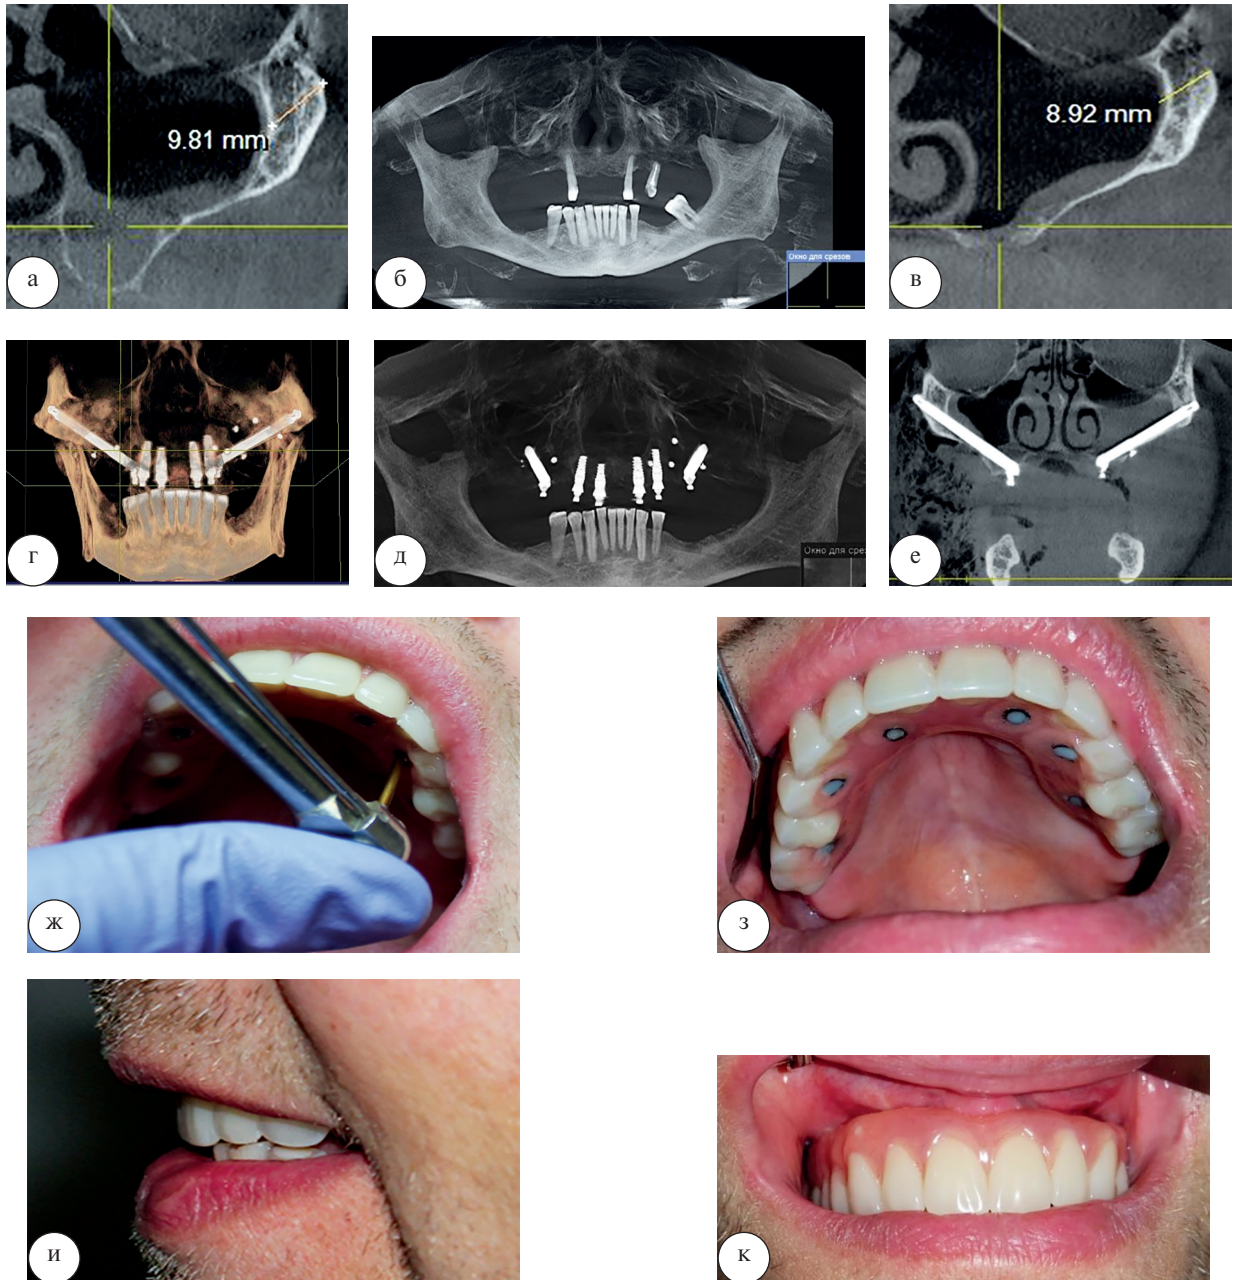 9.81 mm
а
Окно для срезов
б
8.92 mm
в
г
Окно для сре
д
е
ж
з
и
к